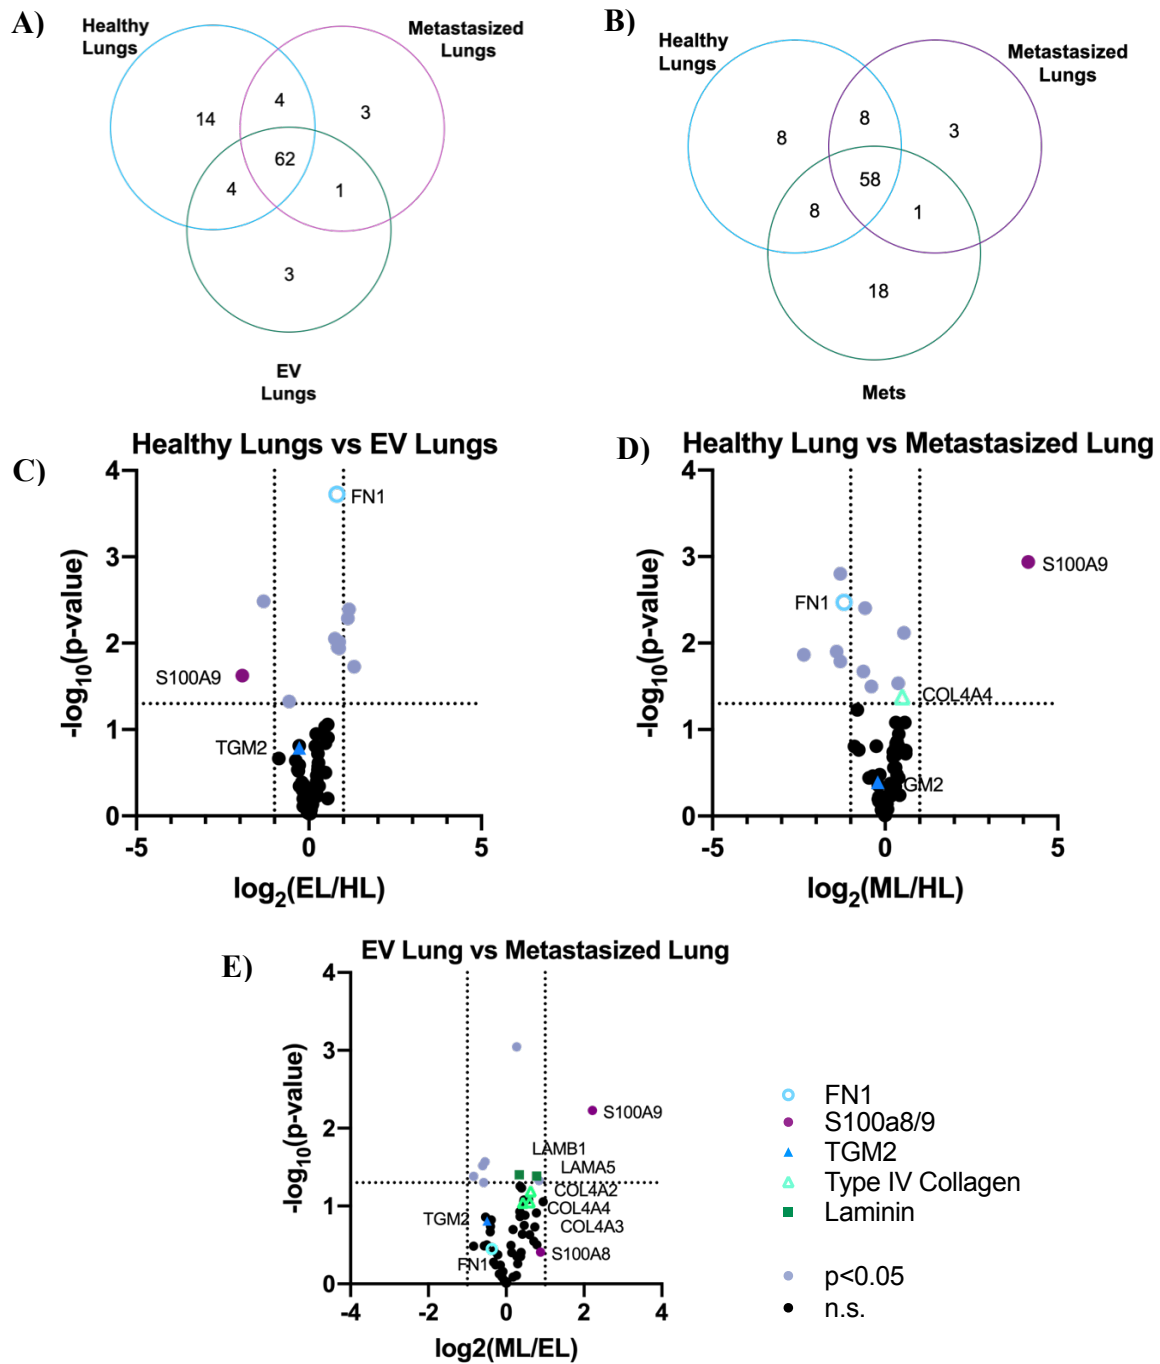 A)
Healthy
Lungs
Metastasized
Lungs
14
4
3
62
4
1
3
EV
Lungs
B)
Healthy
Lungs
Metastasized
Lungs
8
8
3
58
8
1
18
Mets
C)
Healthy Lungs vs EV Lungs
4
3
2
1
0
-log10(p-value)
FN1
S100A9
TGM2
-5
0
5
log2(EL/HL)
D)
Healthy Lung vs Metastasized Lung
4
3
2
1
0
-log10(p-value)
S100A9
FN1
COL4A4
GM2
-5
0
5
log2(ML/HL)
E)
EV Lung vs Metastasized Lung
4
3
2
1
0
-log10(p-value)
S100A9
LAMB1
LAMA5
COL4A2
COL4A4
COL4A3
TGM2
FN1
S100A8
-4
-2
0
2
4
log2(ML/EL)
FN1
S100a8/9
TGM2
Type IV Collagen
Laminin
p<0.05
n.s.